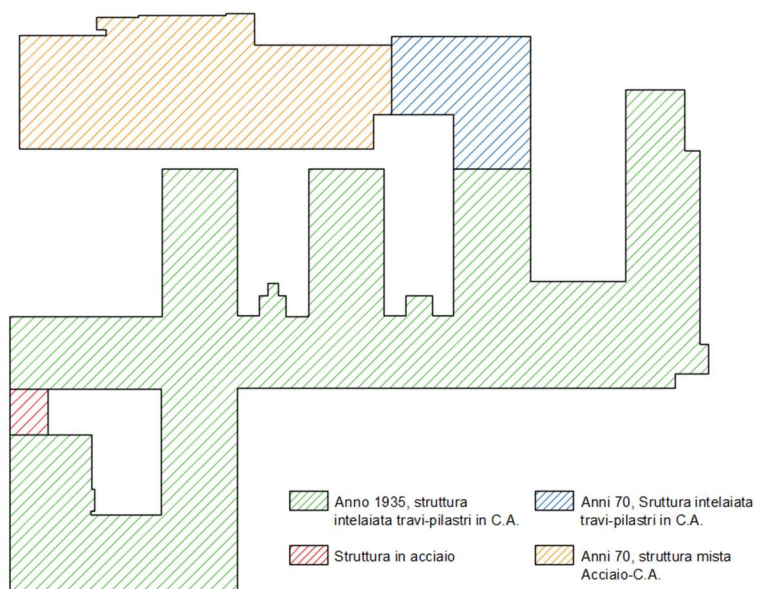 Anno 1935, struttura
intelaiata travi-pilastri in C.A.
Struttura in acciaio
Anni 70, Sruttura intelaiata
travi-pilastri in C.A.
Anni 70, struttura mista
Acciaio-C.A.